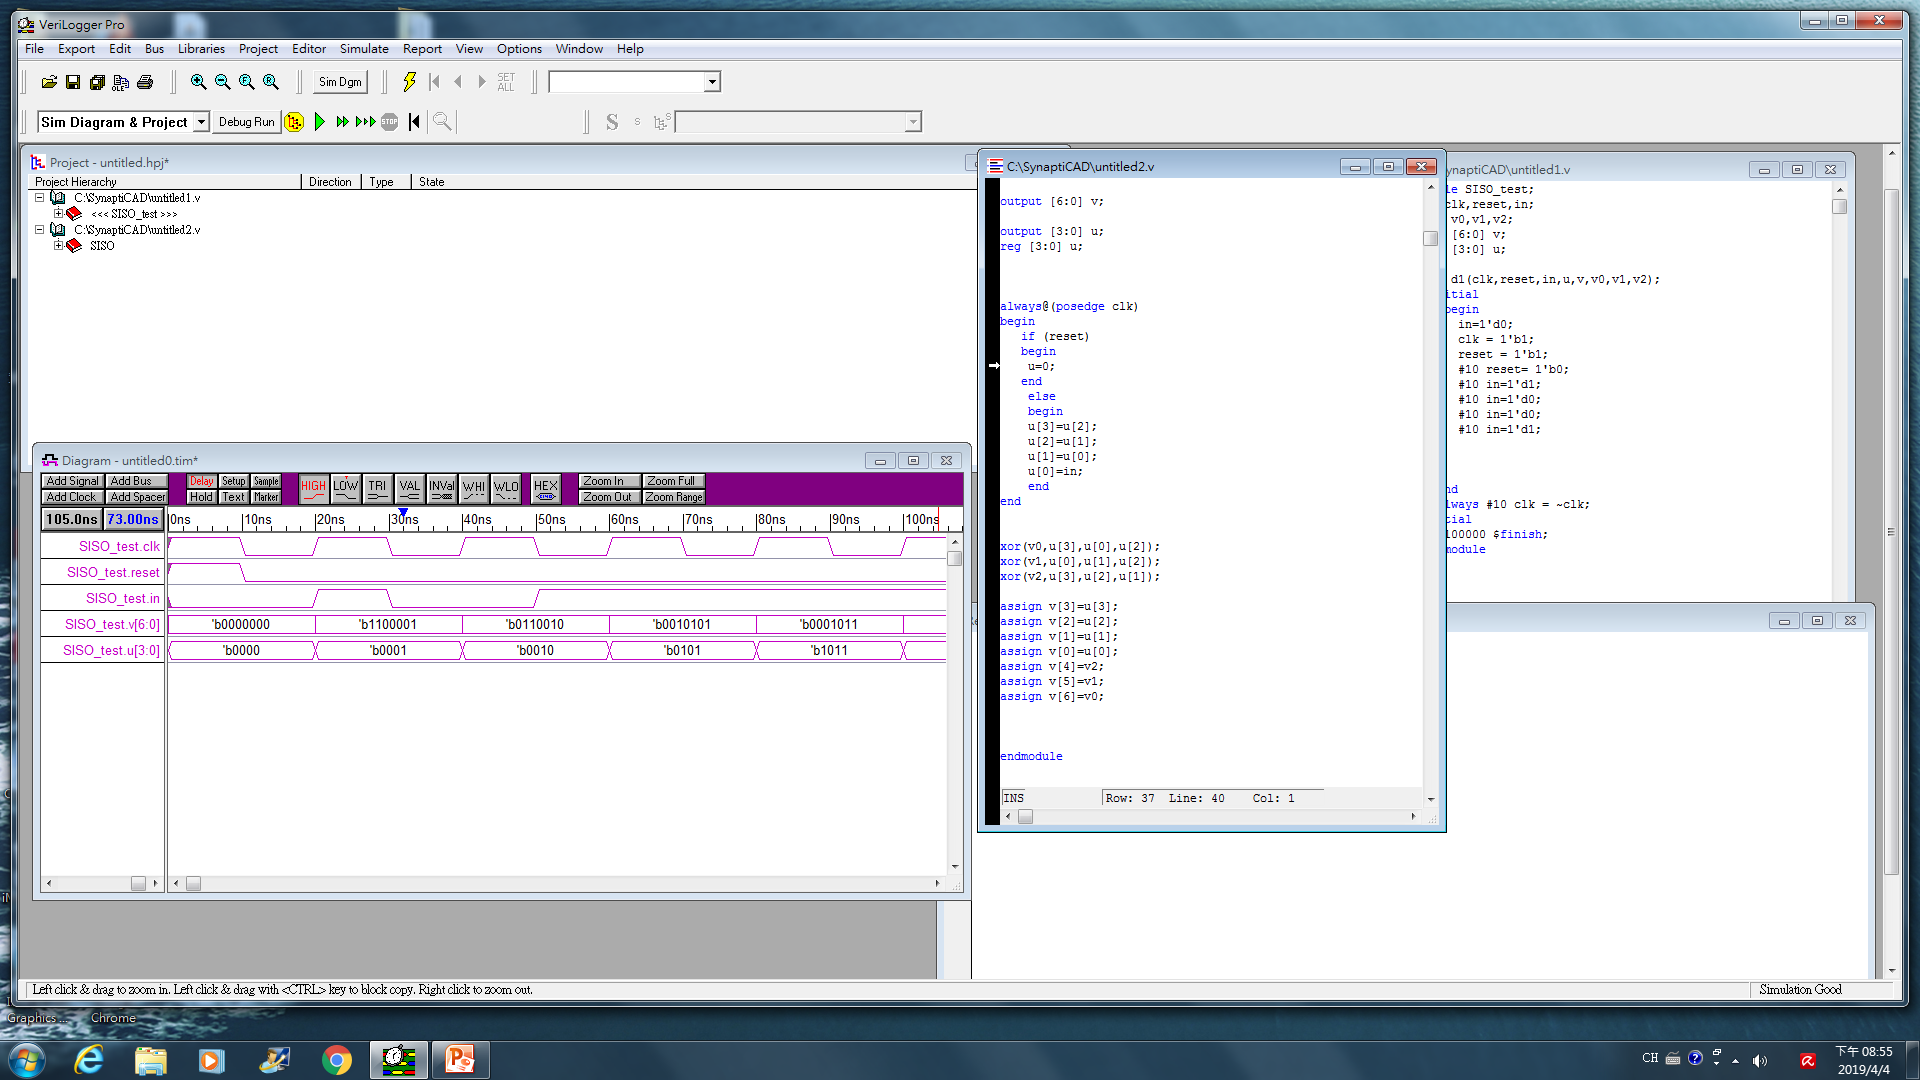 VeriLogger Pro
File Export Edit Bus Libraries Project Editor Simulate Report View Options Window Help
Sim Dgm
SET ALL
OLE
Sim Diagram & Project
Debug Run
STOP
S s
Project - untitled.hpj*
Project Hierarchy Direction Type State
C:\SynaptiCAD\untitled1.v
<<< SISO_test >>>
C:\SynaptiCAD\untitled2.v
SISO
Diagram - untitled0.tim*
Add Signal Add Bus Delay Setup Sample HIGH LOW TRI VAL INVal WHI WLO HEX Zoom In Zoom Full
Add Clock Add Spacer Hold Text Marker Zoom Out Zoom Range
105.0ns 73.00ns 0ns 10ns 20ns 30ns 40ns 50ns 60ns 70ns 80ns 90ns 100ns
SISO_test.clk
SISO_test.reset
SISO_test.in
SISO_test.v[6:0] 'b0000000 'b1100001 'b0110010 'b0010101 'b0001011
SISO_test.u[3:0] 'b0000 'b0001 'b0010 'b0101 'b1011
C:\SynaptiCAD\untitled2.v
output [6:0] v;
output [3:0] u;
reg [3:0] u;
always@(posedge clk)
begin
if (reset)
begin
u=0;
end
else
begin
u[3]=u[2];
u[2]=u[1];
u[1]=u[0];
u[0]=in;
end
end
xor(v0,u[3],u[0],u[2]);
xor(v1,u[0],u[1],u[2]);
xor(v2,u[3],u[2],u[1]);
assign v[3]=u[3];
assign v[2]=u[2];
assign v[1]=u[1];
assign v[0]=u[0];
assign v[4]=v2;
assign v[5]=v1;
assign v[6]=v0;
endmodule
INS Row: 37 Line: 40 Col: 1
ynaptiCAD\untitled1.v
le SISO_test;
clk,reset,in;
v0,v1,v2;
[6:0] v;
[3:0] u;
d1(clk,reset,in,u,v,v0,v1,v2);
itial
begin
in=1'd0;
clk = 1'b1;
reset = 1'b1;
#10 reset= 1'b0;
#10 in=1'd1;
#10 in=1'd0;
#10 in=1'd0;
#10 in=1'd1;
nd
lways #10 clk = ~clk;
tial
100000 $finish;
module
Left click & drag to zoom in. Left click & drag with <CTRL> key to block copy. Right click to zoom out.
Simulation Good
Graphics ... Chrome
CH
下午 08:55
2019/4/4